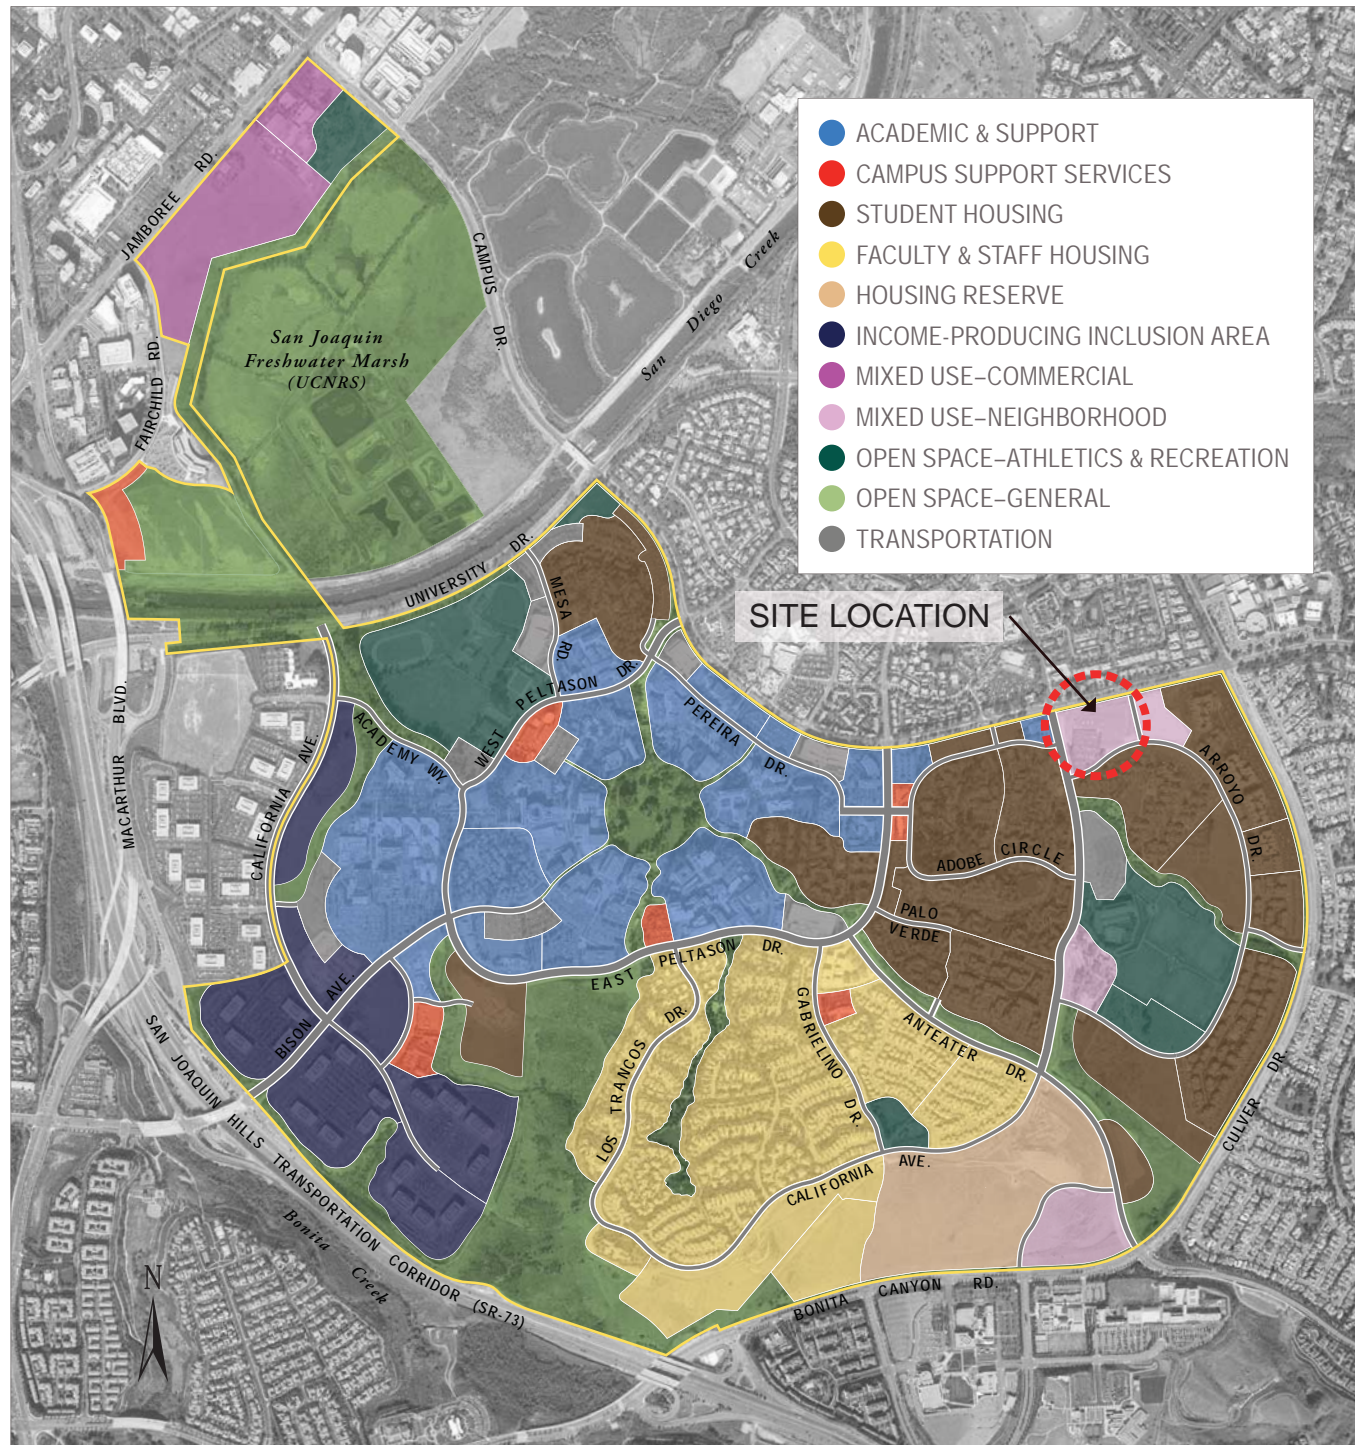 ACADEMIC & SUPPORT
CAMPUS SUPPORT SERVICES
STUDENT HOUSING
FACULTY & STAFF HOUSING
HOUSING RESERVE
INCOME-PRODUCING INCLUSION AREA
MIXED USE–COMMERCIAL
MIXED USE–NEIGHBORHOOD
OPEN SPACE–ATHLETICS & RECREATION
OPEN SPACE–GENERAL
TRANSPORTATION
JAMBOREE RD.
CAMPUS DR.
San Diego Creek
San Joaquin
Freshwater Marsh
(UCNRS)
FAIRCHILD RD.
UNIVERSITY DR.
MESA RD.
SITE LOCATION
WEST PELTASON DR.
PEREIRA DR.
MACARTHUR BLVD.
CALIFORNIA AVE.
ACADEMY WY.
ARROYO DR.
ADOBE CIRCLE
PALO
VERDE
EAST PELTASON DR.
BISON AVE.
LOS TRANCOS DR.
GABRIELINO DR.
ANTEATER DR.
CULVER DR.
CALIFORNIA AVE.
SAN JOAQUIN HILLS TRANSPORTATION CORRIDOR (SR-73)
Bonita Creek
BONITA CANYON RD.
N